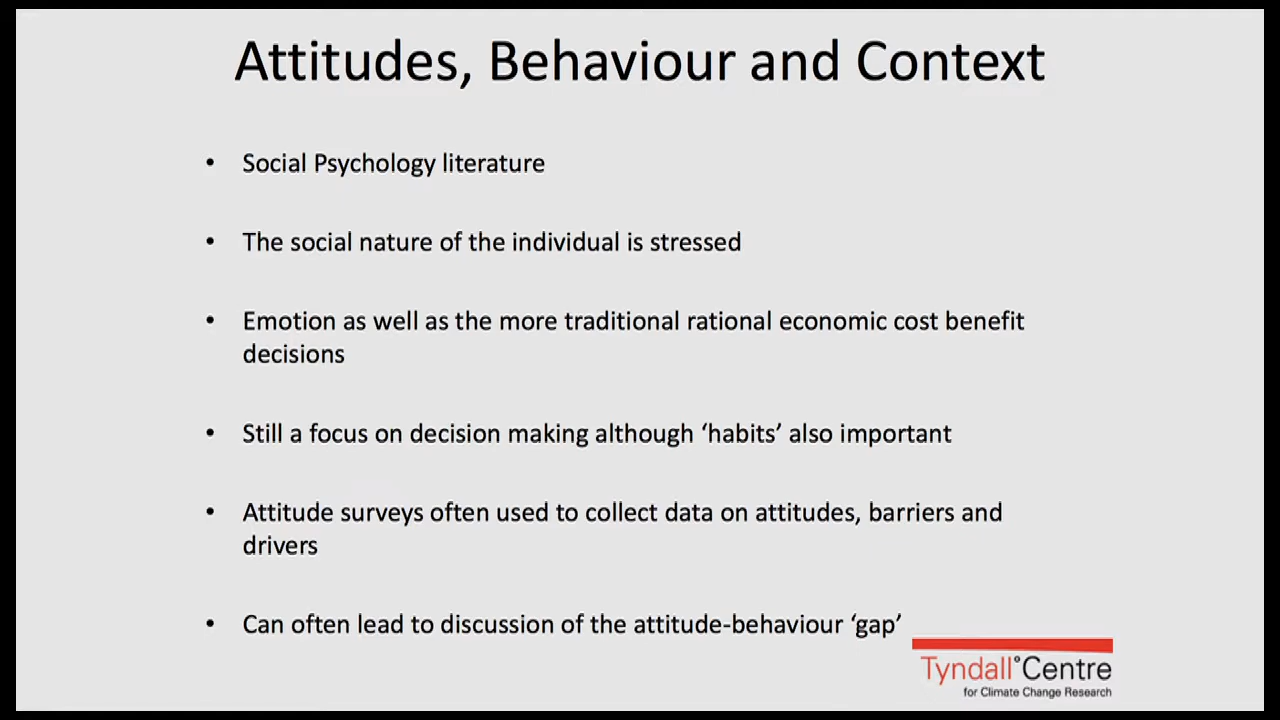 Attitudes, Behaviour and Context
• Social Psychology literature
• The social nature of the individual is stressed
• Emotion as well as the more traditional rational economic cost benefit
decisions
• Still a focus on decision making although ‘habits’ also important
• Attitude surveys often used to collect data on attitudes, barriers and
drivers
• Can often lead to discussion of the attitude-behaviour ‘gap’
Tyndall°Centre
for Climate Change Research